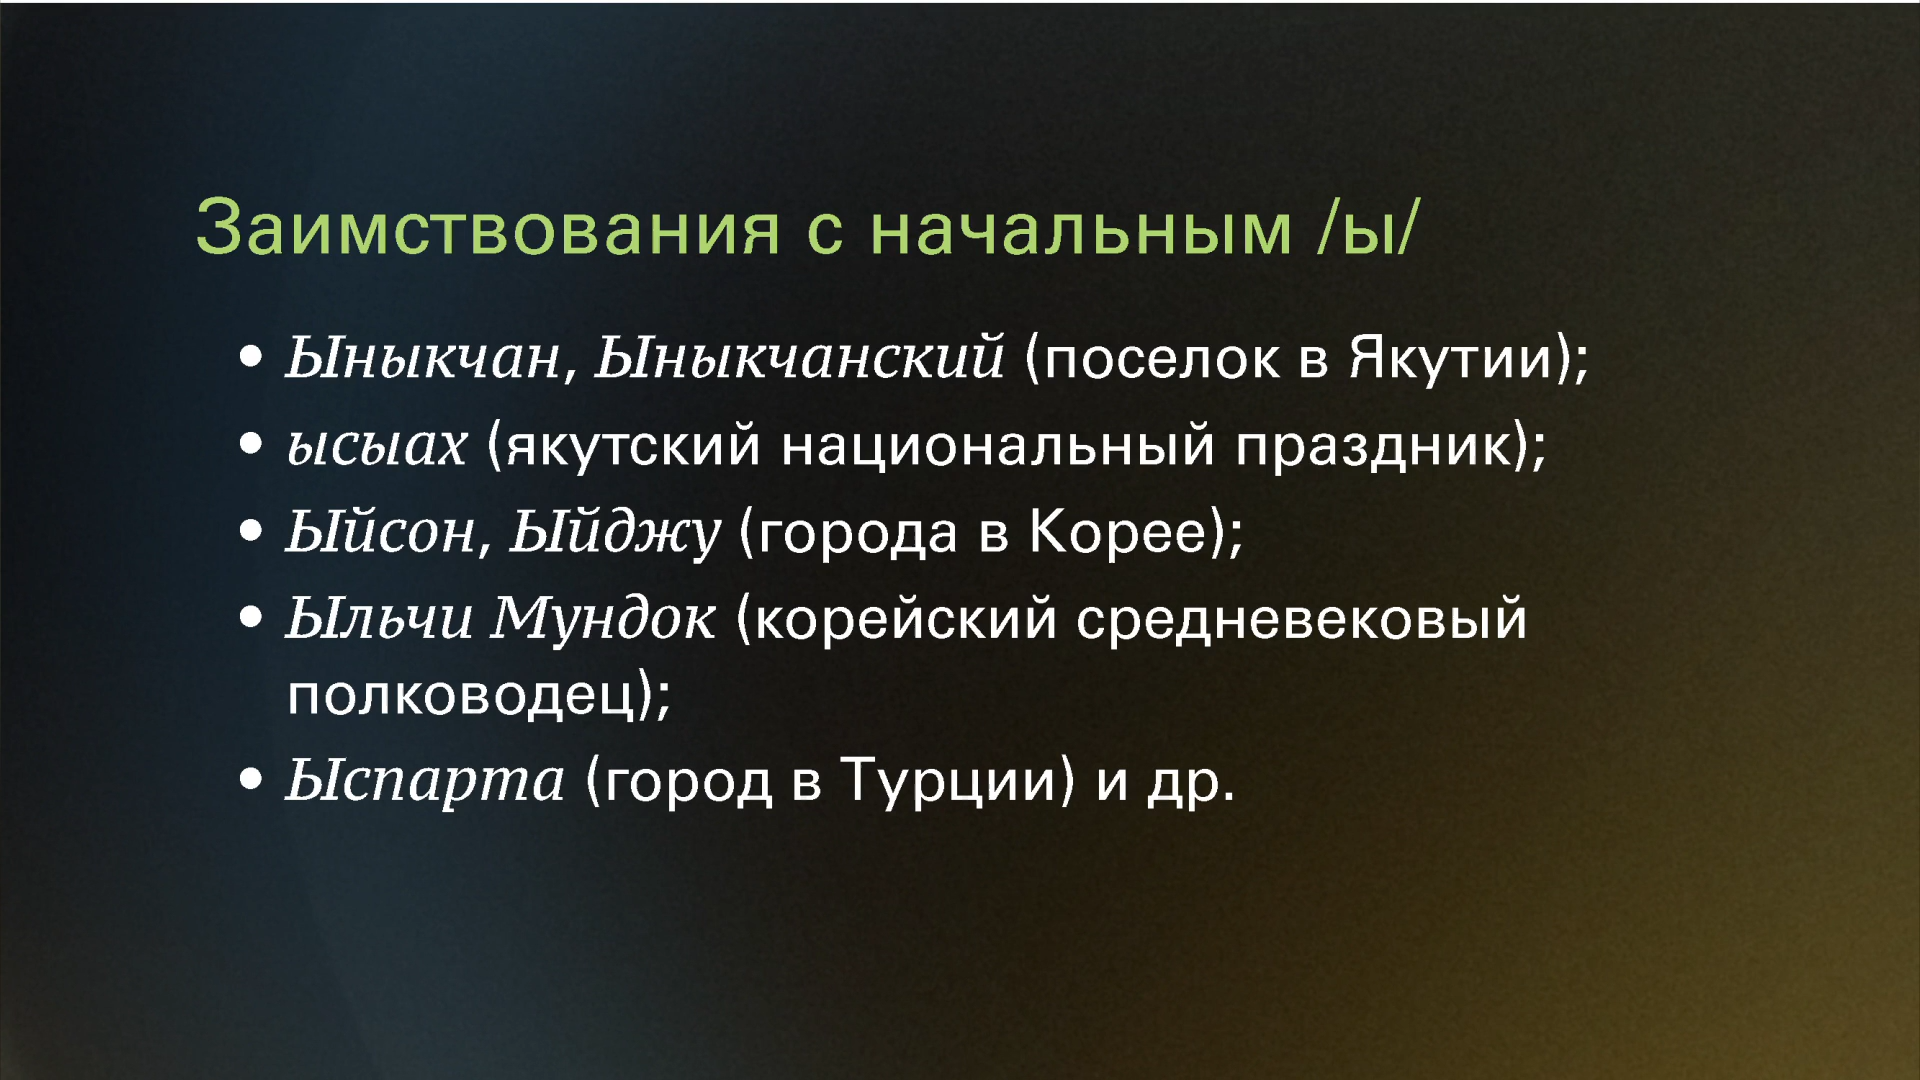 Заимствования с начальным /ы/
• Ыныкчан, Ыныкчанский (поселок в Якутии);
• ысыах (якутский национальный праздник);
• Ыйсон, Ыйджу (города в Корее);
• Ыльчи Мундок (корейский средневековый
полководец);
• Ыспарта (город в Турции) и др.